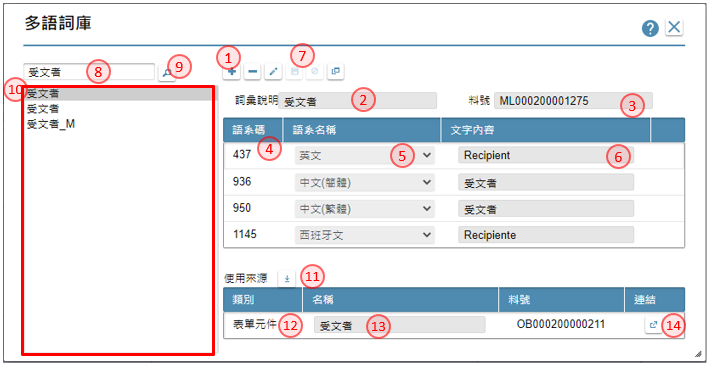 多語詞庫
?
1
7
受文者
8
9
10
受文者
受文者
受文者_M
詞彙說明 受文者 2
料號 ML000200001275 3
語系碼 語系名稱 文字內容
4
437 英文 5 Recipient 6
936 中文(簡體) 受文者
950 中文(繁體) 受文者
1145 西班牙文 Recipiente
使用來源 11
類別 名稱 料號 連結
表單元件 12 受文者 13 OB000200000211 14